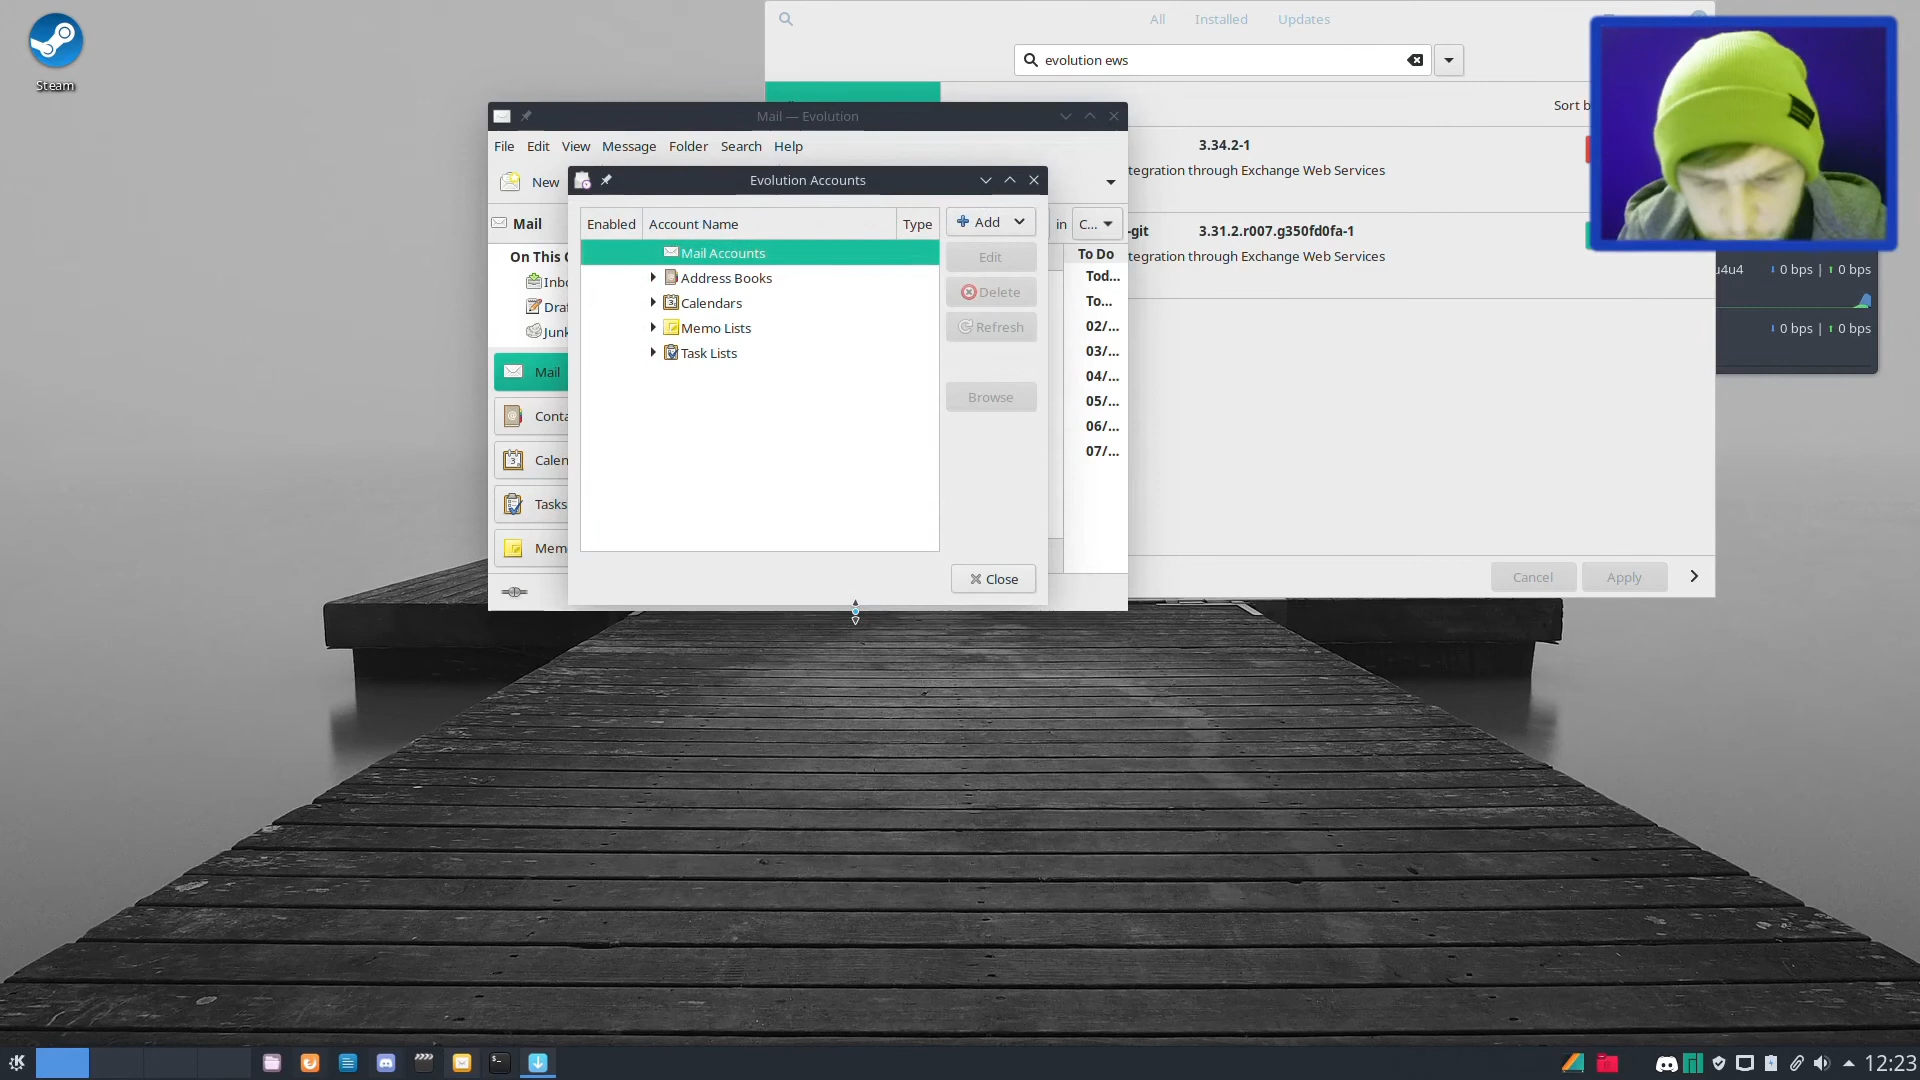 Steam
All Installed Updates
evolution ews
Sort b
3.34.2-1
tegration through Exchange Web Services
-git 3.31.2.r007.g350fd0fa-1
tegration through Exchange Web Services
Cancel Apply
u4u4 0 bps | 0 bps
0 bps | 0 bps
Mail — Evolution
File Edit View Message Folder Search Help
New
Mail
in C...
On This C
Inbo
Draf
Junk
Mail
Conta
Calen
Tasks
Mem
To Do
Tod...
To...
02/...
03/...
04/...
05/...
06/...
07/...
Evolution Accounts
Enabled Account Name Type
Mail Accounts
Address Books
Calendars
Memo Lists
Task Lists
Add
Edit
Delete
Refresh
Browse
Close
12:23